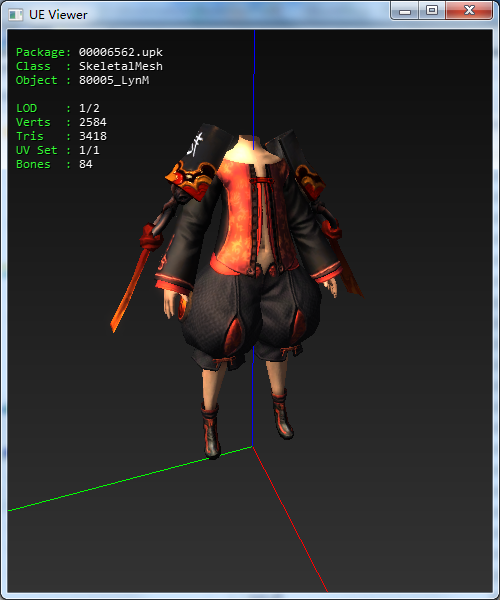 UE Viewer
Package: 00006562.upk
Class  : SkeletalMesh
Object : 80005_LynM
LOD    : 1/2
Verts  : 2584
Tris   : 3418
UV Set : 1/1
Bones  : 84